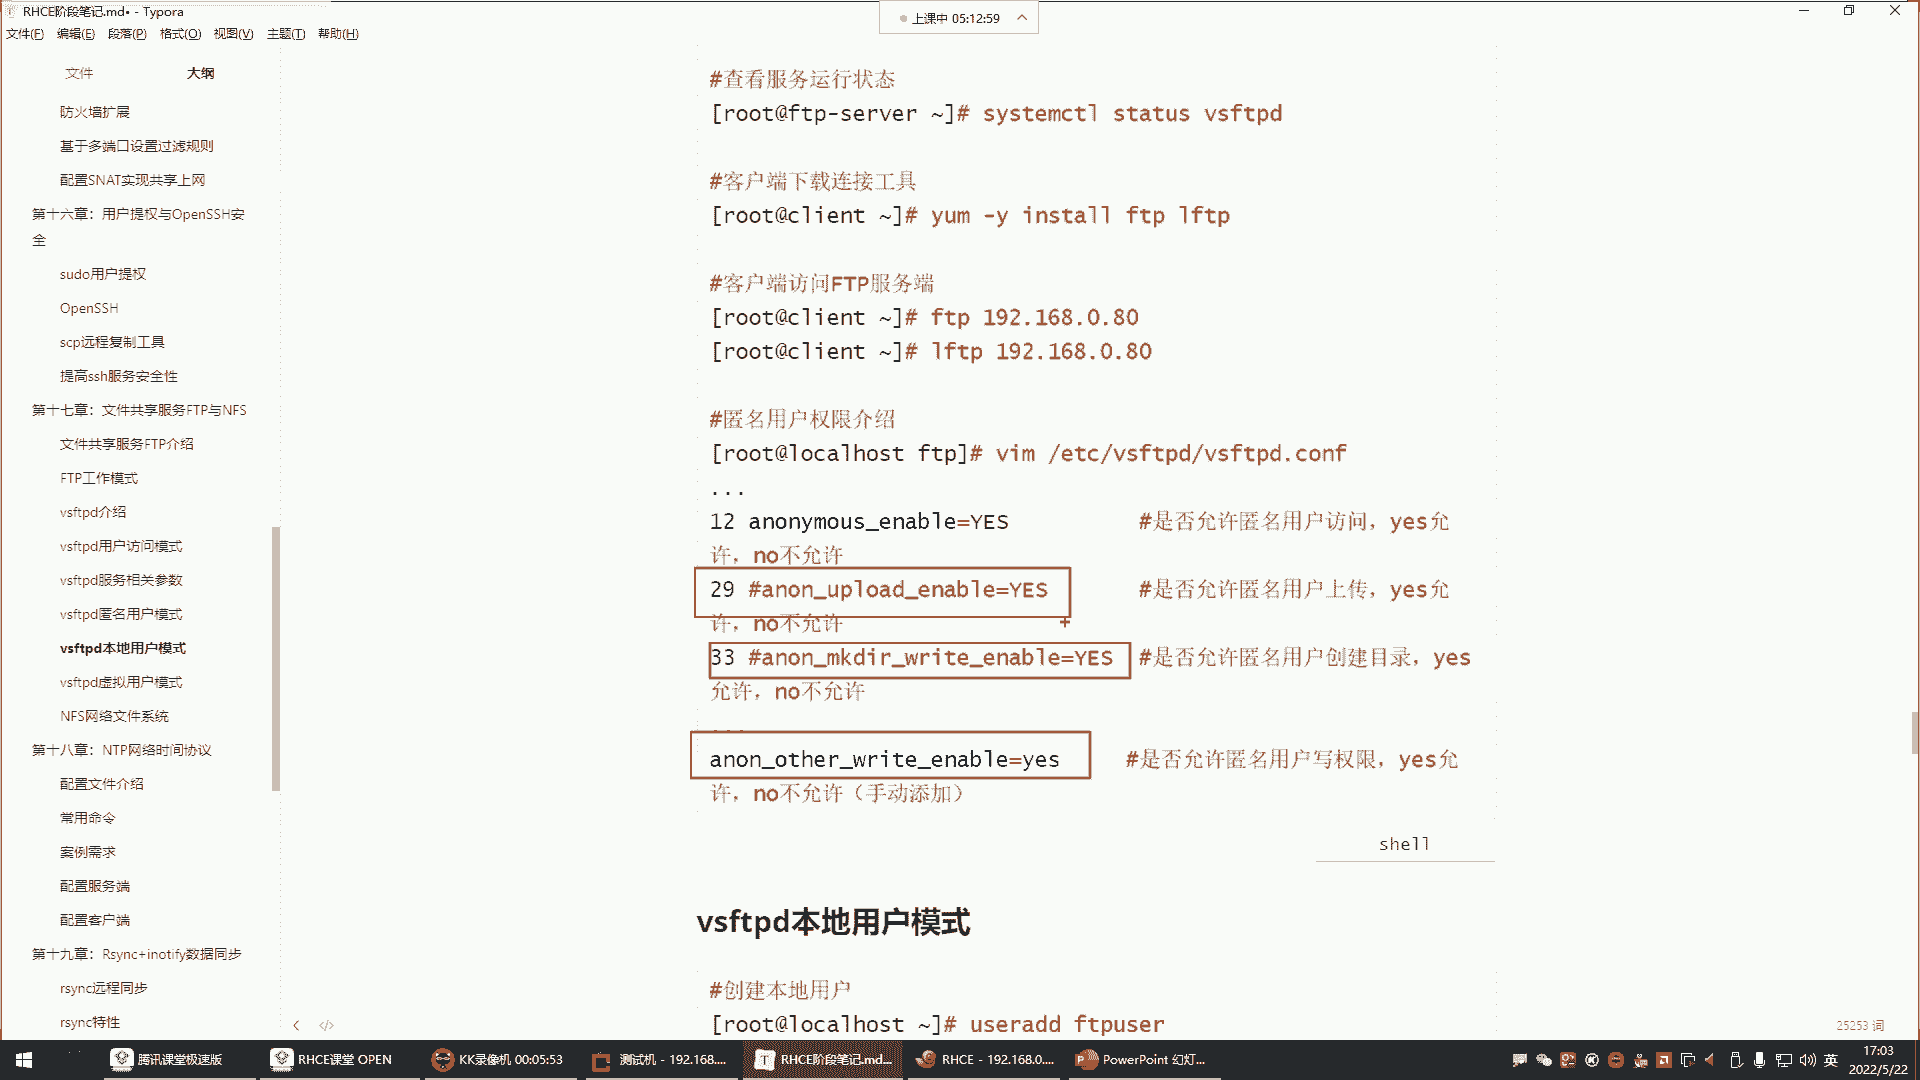 RHCE阶段笔记.md• - Typora
上课中 05:12:59
文件(F) 编辑(E) 段落(P) 格式(O) 视图(V) 主题(T) 帮助(H)
文件 大纲
防火墙扩展
基于多端口设置过滤规则
配置SNAT实现共享上网
第十六章：用户提权与OpenSSH安
全
sudo用户提权
OpenSSH
scp远程复制工具
提高ssh服务安全性
第十七章：文件共享服务FTP与NFS
文件共享服务FTP介绍
FTP工作模式
vsftpd介绍
vsftpd用户访问模式
vsftpd服务相关参数
vsftpd匿名用户模式
vsftpd本地用户模式
vsftpd虚拟用户模式
NFS网络文件系统
第十八章：NTP网络时间协议
配置文件介绍
常用命令
案例需求
配置服务端
配置客户端
第十九章：Rsync+inotify数据同步
rsync远程同步
rsync特性
#查看服务运行状态
[root@ftp-server ~]# systemctl status vsftpd
#客户端下载连接工具
[root@client ~]# yum -y install ftp lftp
#客户端访问FTP服务端
[root@client ~]# ftp 192.168.0.80
[root@client ~]# lftp 192.168.0.80
#匿名用户权限介绍
[root@localhost ftp]# vim /etc/vsftpd/vsftpd.conf
...
12 anonymous_enable=YES #是否允许匿名用户访问，yes允
许，no不允许
29 #anon_upload_enable=YES #是否允许匿名用户上传，yes允
许，no不允许
33 #anon_mkdir_write_enable=YES #是否允许匿名用户创建目录，yes
允许，no不允许
...
anon_other_write_enable=yes #是否允许匿名用户写权限，yes允
许，no不允许（手动添加）
shell
vsftpd本地用户模式
#创建本地用户
[root@localhost ~]# useradd ftpuser
25253 词
腾讯课堂极速版 RHCE课堂 OPEN KK录像机 00:05:53 测试机 - 192.168.... RHCE阶段笔记.md... RHCE - 192.168.0.... PowerPoint 幻灯... 英
17:03
2022/5/22